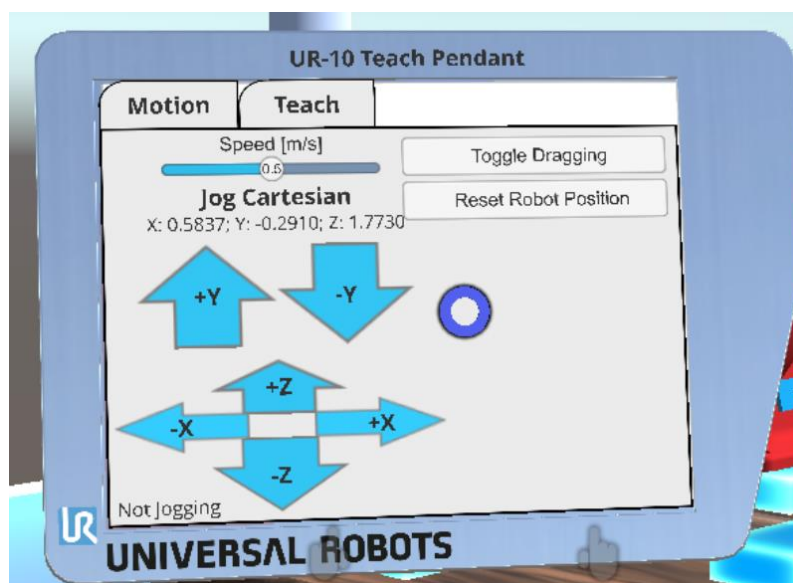 UR-10 Teach Pendant
Motion Teach
Speed [m/s]
0.5
Toggle Dragging
Jog Cartesian
Reset Robot Position
X: 0.5837; Y: -0.2910; Z: 1.7730
+Y -Y
+Z
-X +X
-Z
Not Jogging
UR UNIVERSAL ROBOTS